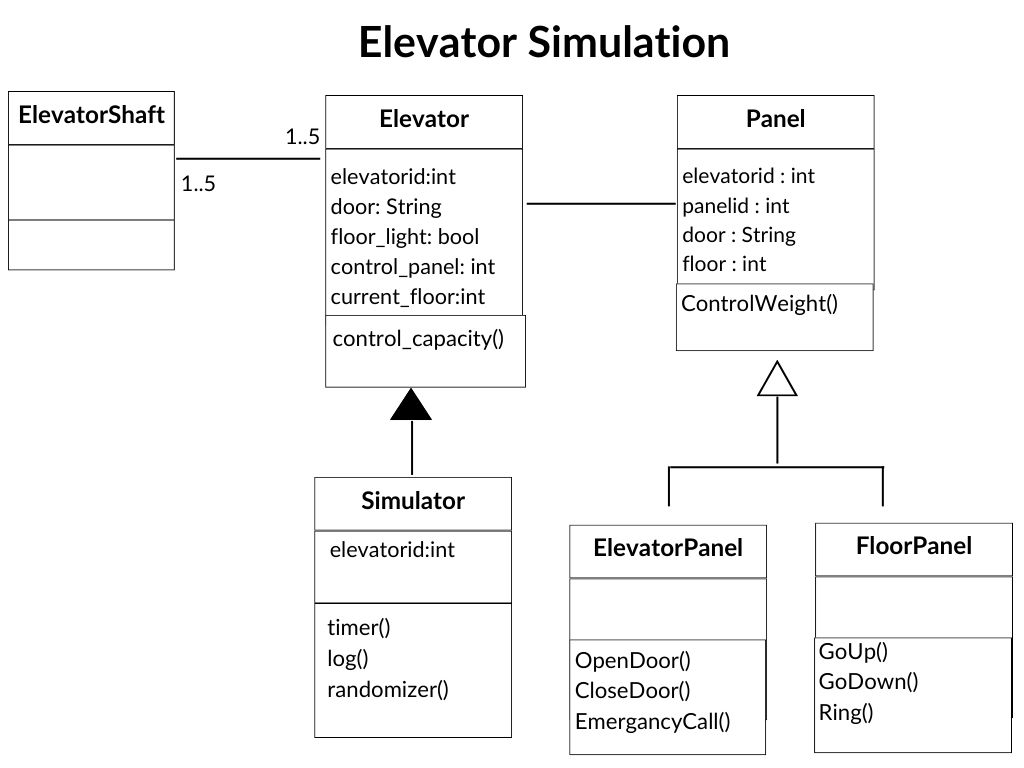 Elevator Simulation
ElevatorShaft
1..5
1..5
Elevator
elevatorid:int
door: String
floor_light: bool
control_panel: int
current_floor:int
control_capacity()
Panel
elevatorid : int
panelid : int
door : String
floor : int
ControlWeight()
Simulator
elevatorid:int
timer()
log()
randomizer()
ElevatorPanel
OpenDoor()
CloseDoor()
EmergancyCall()
FloorPanel
GoUp()
GoDown()
Ring()